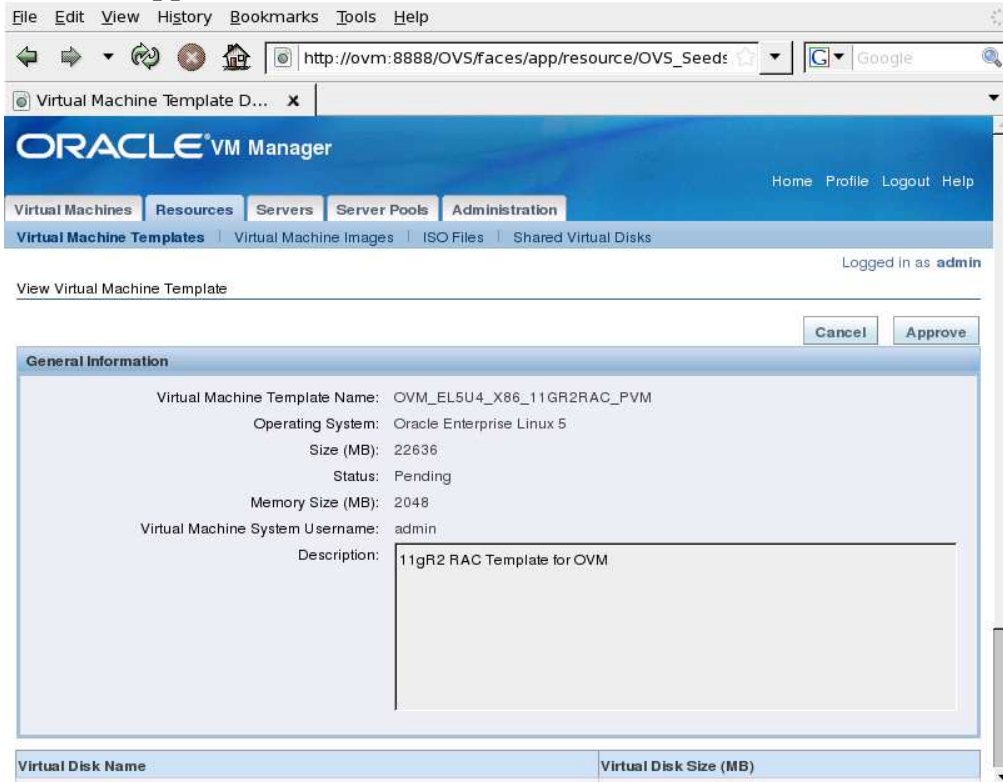 File Edit View History Bookmarks Tools Help
http://ovm:8888/OVS/faces/app/resource/OVS_Seeds
G Google
Virtual Machine Template D... x
ORACLE VM Manager
Home Profile Logout Help
Virtual Machines Resources Servers Server Pools Administration
Virtual Machine Templates | Virtual Machine Images | ISO Files | Shared Virtual Disks
Logged in as admin
View Virtual Machine Template
Cancel Approve
General Information
Virtual Machine Template Name: OVM_EL5U4_X86_11GR2RAC_PVM
Operating System: Oracle Enterprise Linux 5
Size (MB): 22636
Status: Pending
Memory Size (MB): 2048
Virtual Machine System Username: admin
Description: 11gR2 RAC Template for OVM
Virtual Disk Name Virtual Disk Size (MB)